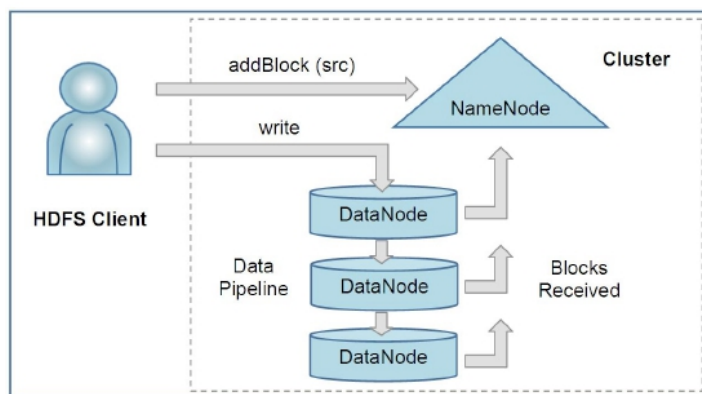 addBlock (src)
Cluster
NameNode
write
HDFS Client
DataNode
Data
Pipeline
DataNode
Blocks
Received
DataNode